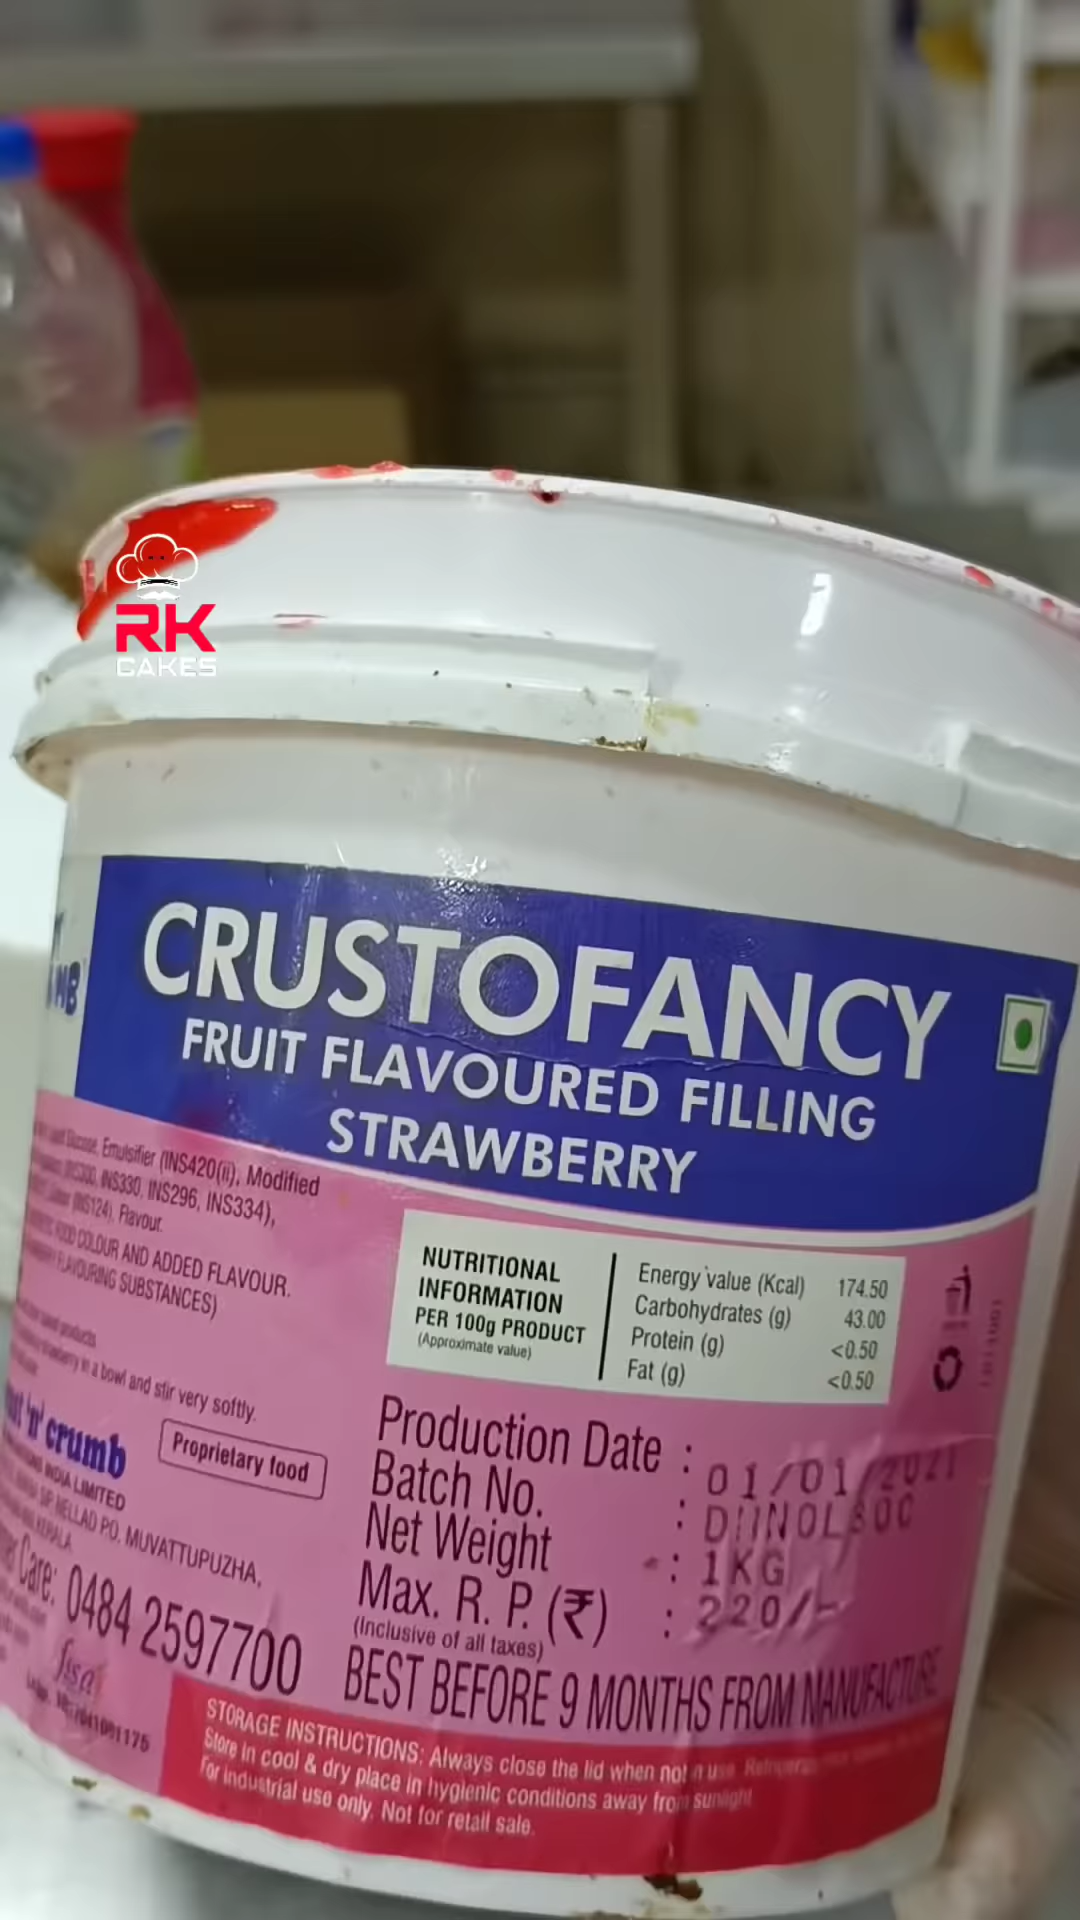 RK
CAKES
CRUSTOFANCY
FRUIT FLAVOURED FILLING
STRAWBERRY
Glucose, Emulsifier (INS420(ii), Modified
INS330, INS296, INS334),
(INS124), Flavour.
FOOD COLOUR AND ADDED FLAVOUR.
FLAVOURING SUBSTANCES)
products
in a bowl and stir very softly.
'n' crumb
Proprietary food
INDIA LIMITED
NELLAD PO. MUVATTUPUZHA,
KERALA
Care: 0484 2597700
fssai
NUTRITIONAL
INFORMATION
PER 100g PRODUCT
(Approximate value)
Energy value (Kcal) 174.50
Carbohydrates (g) 43.00
Protein (g) <0.50
Fat (g) <0.50
Production Date : 01/01/2021
Batch No. :
Net Weight : 1KG
Max. R. P. (₹) : 220/-
(Inclusive of all taxes)
BEST BEFORE 9 MONTHS FROM MANUFACTURE
STORAGE INSTRUCTIONS: Always close the lid when not in use.
Store in cool & dry place in hygienic conditions away from sunlight
For industrial use only. Not for retail sale.